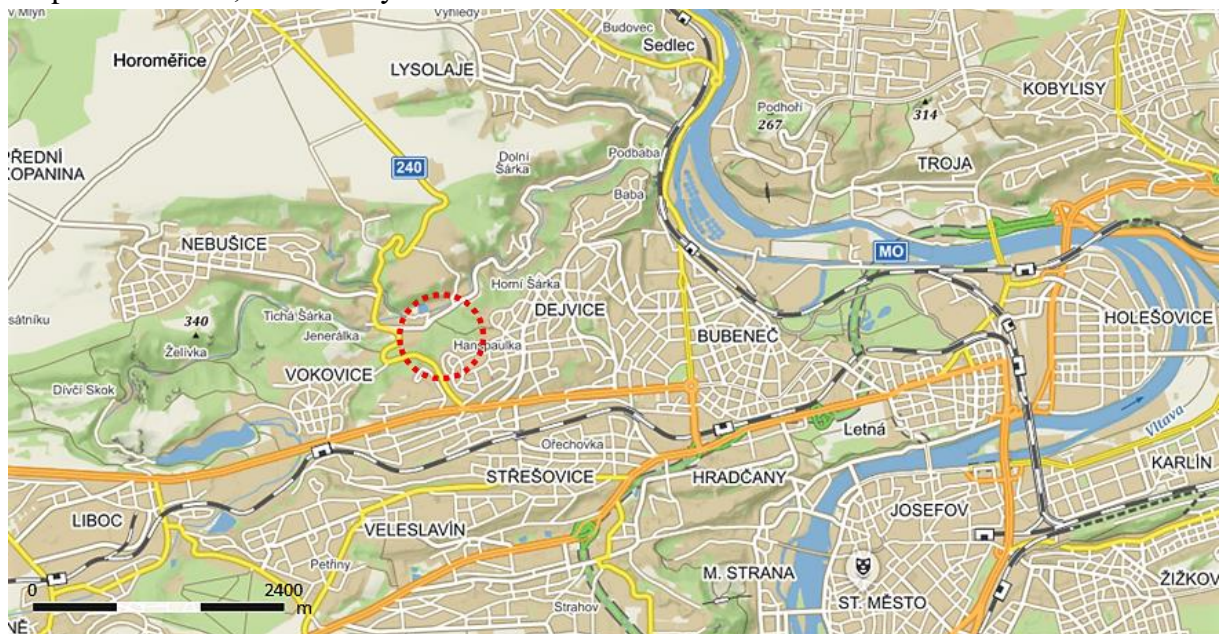 Výhledy
Budovec
Sedlec
Horoměřice
LYSOLAJE
KOBYLISY
Podhoří
267
314
PŘEDNÍ
KOPANINA
240
Dolní
Šárka
Podbaba
TROJA
Baba
NEBUŠICE
MO
Horní Šárka
DEJVICE
Tichá Šárka
340
Jenerálka
Hanspaulka
BUBENEČ
HOLEŠOVICE
Želivka
VOKOVICE
Dívčí Skok
Vltava
Letná
Ořechovka
STŘEŠOVICE
HRADČANY
KARLÍN
LIBOC
VELESLAVÍN
JOSEFOV
Petřiny
M. STRANA
ŽIŽKOV
0 2400
m
ST. MĚSTO
Strahov